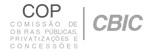 COP
COMISSÃO DE
OBRAS PÚBLICAS,
PRIVATIZAÇÕES E
CONCESSÕES
CBIC